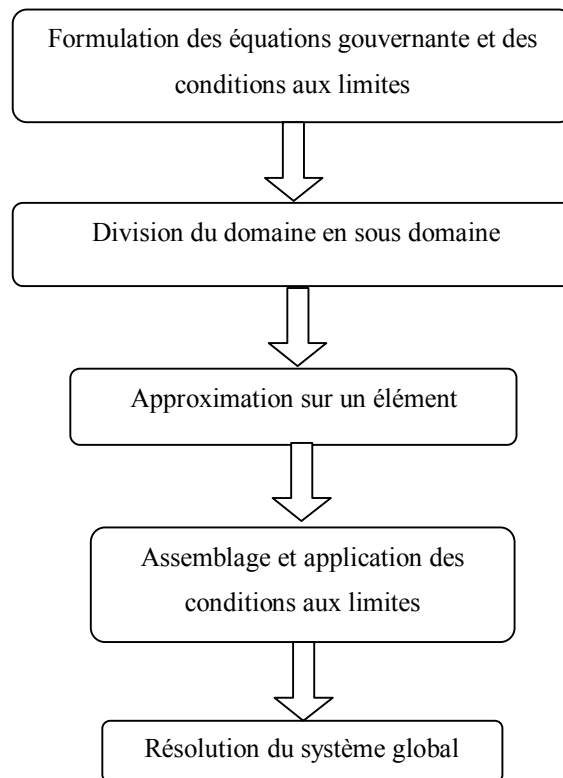 Formulation des équations gouvernante et des
conditions aux limites
Division du domaine en sous domaine
Approximation sur un élément
Assemblage et application des
conditions aux limites
Résolution du système global